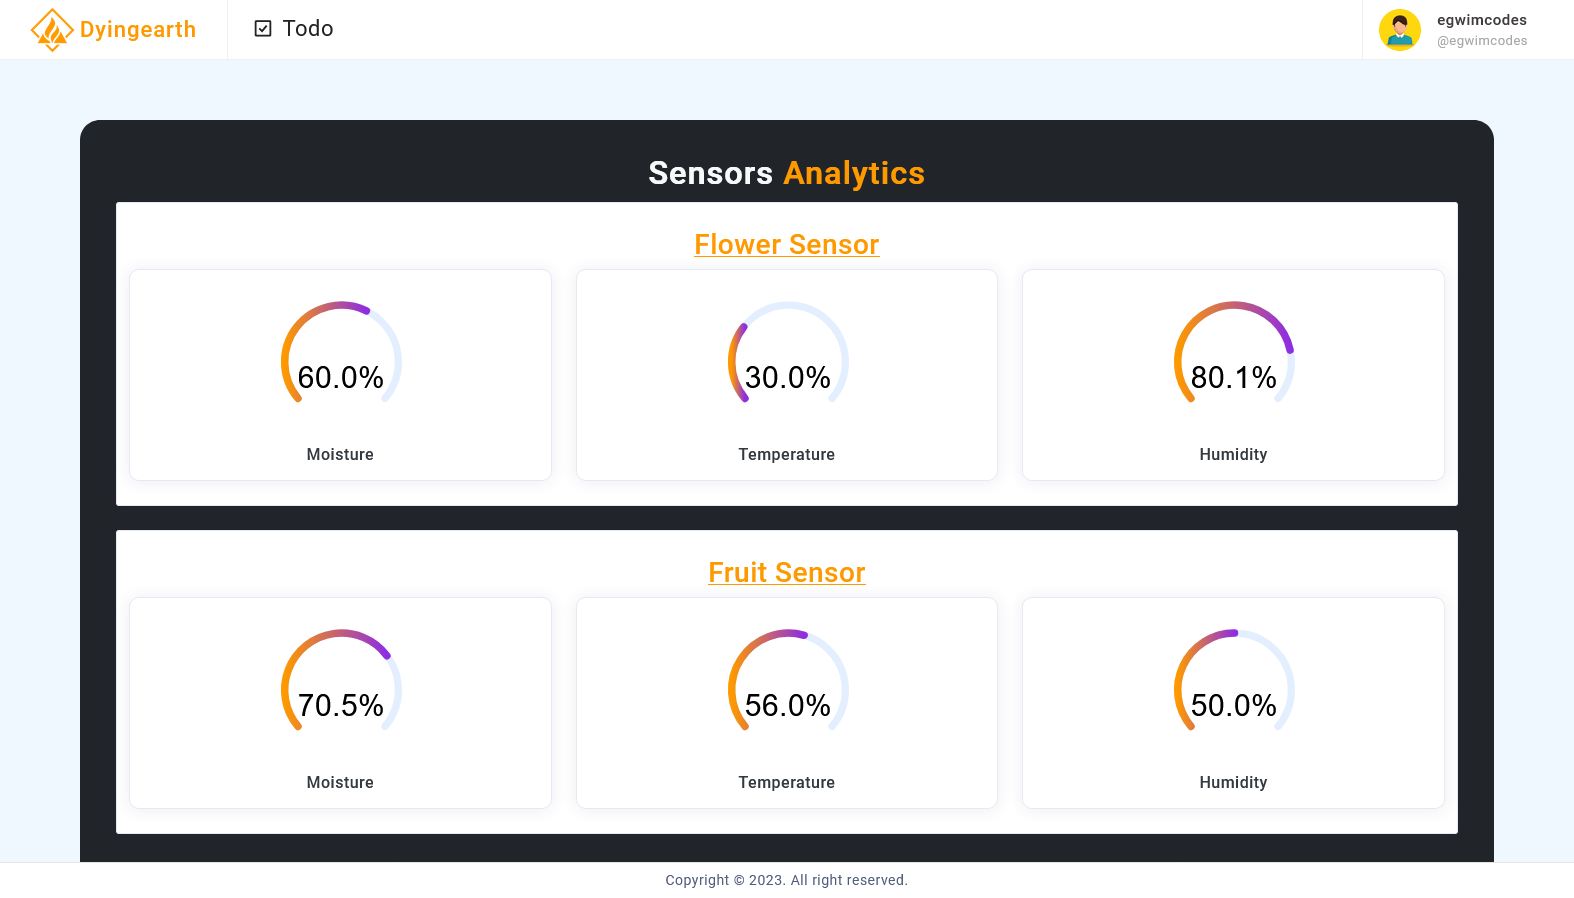 Dyingearth
Todo
egwimcodes
@egwimcodes
Sensors Analytics
Flower Sensor
60.0%
Moisture
30.0%
Temperature
80.1%
Humidity
Fruit Sensor
70.5%
Moisture
56.0%
Temperature
50.0%
Humidity
Copyright © 2023. All right reserved.